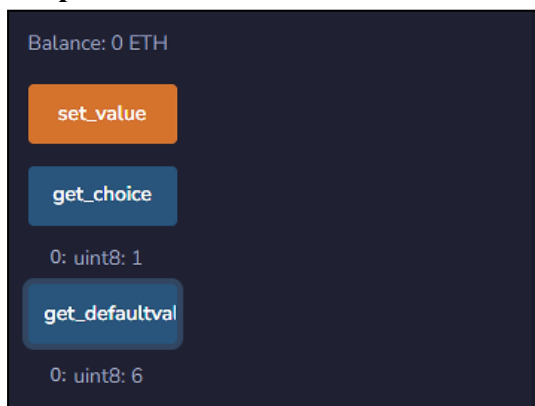 Balance: 0 ETH
set_value
get_choice
0: uint8: 1
get_defaultval
0: uint8: 6